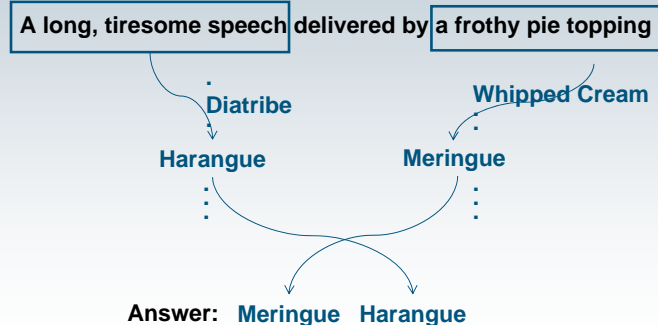 A long, tiresome speech delivered by a frothy pie topping
Diatribe
Whipped Cream
Harangue
Meringue
Answer: Meringue Harangue